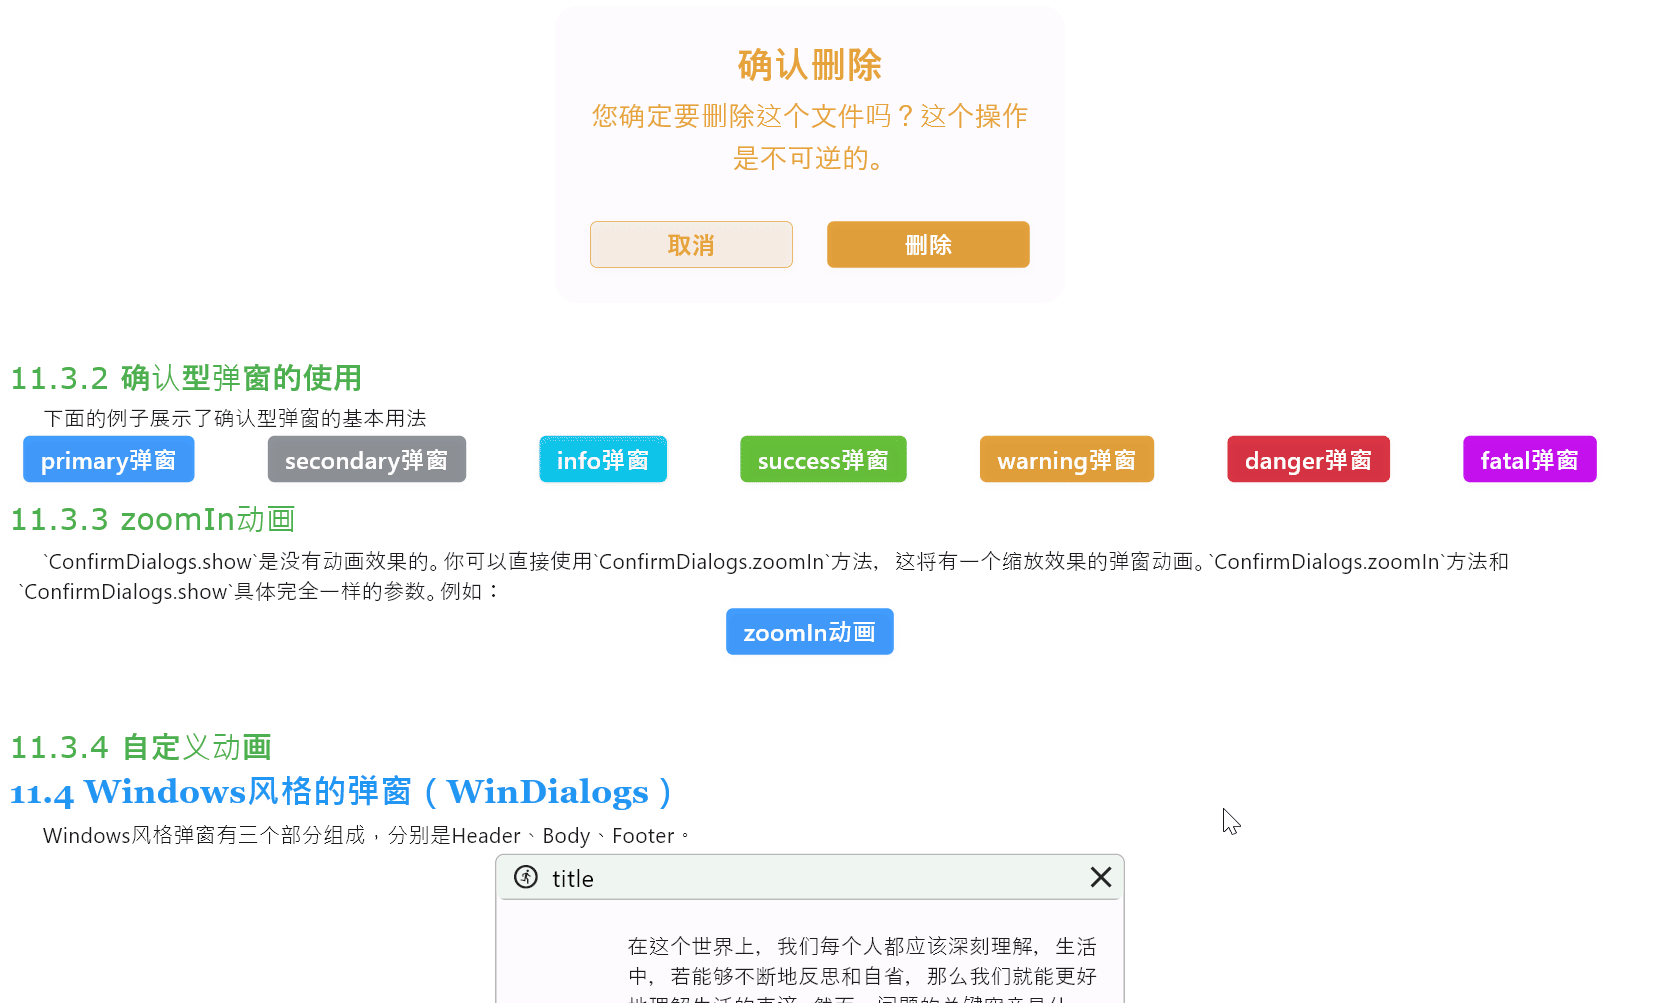 确认删除
您确定要删除这个文件吗？这个操作
是不可逆的。
取消
删除
11.3.2 确认型弹窗的使用
下面的例子展示了确认型弹窗的基本用法
primary弹窗
secondary弹窗
info弹窗
success弹窗
warning弹窗
danger弹窗
fatal弹窗
11.3.3 zoomIn动画
`ConfirmDialogs.show`是没有动画效果的。你可以直接使用`ConfirmDialogs.zoomIn`方法，这将有一个缩放效果的弹窗动画。`ConfirmDialogs.zoomIn`方法和
`ConfirmDialogs.show`具体完全一样的参数。例如：
zoomIn动画
11.3.4 自定义动画
11.4 Windows风格的弹窗（WinDialogs）
Windows风格弹窗有三个部分组成，分别是Header、Body、Footer。
title
在这个世界上，我们每个人都应该深刻理解，生活
中，若能够不断地反思和自省，那么我们就能更好